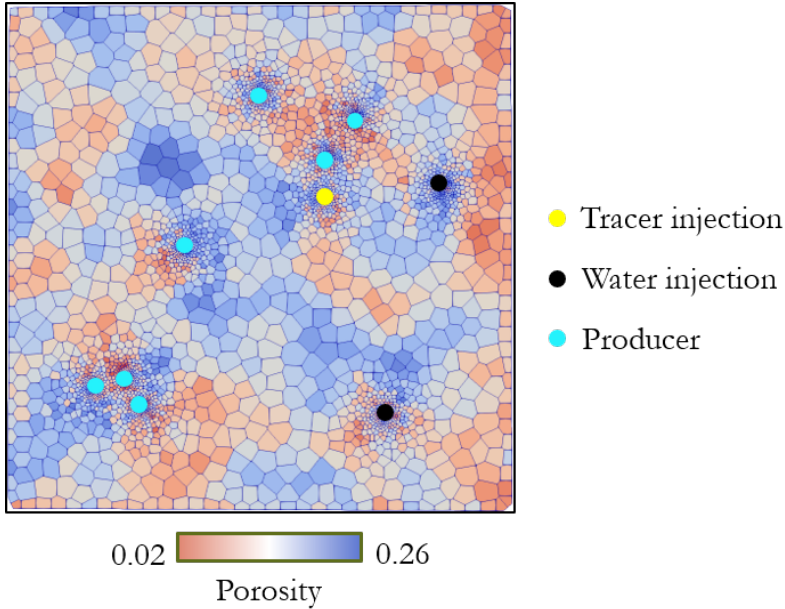 Tracer injection
Water injection
Producer
0.02 0.26
Porosity